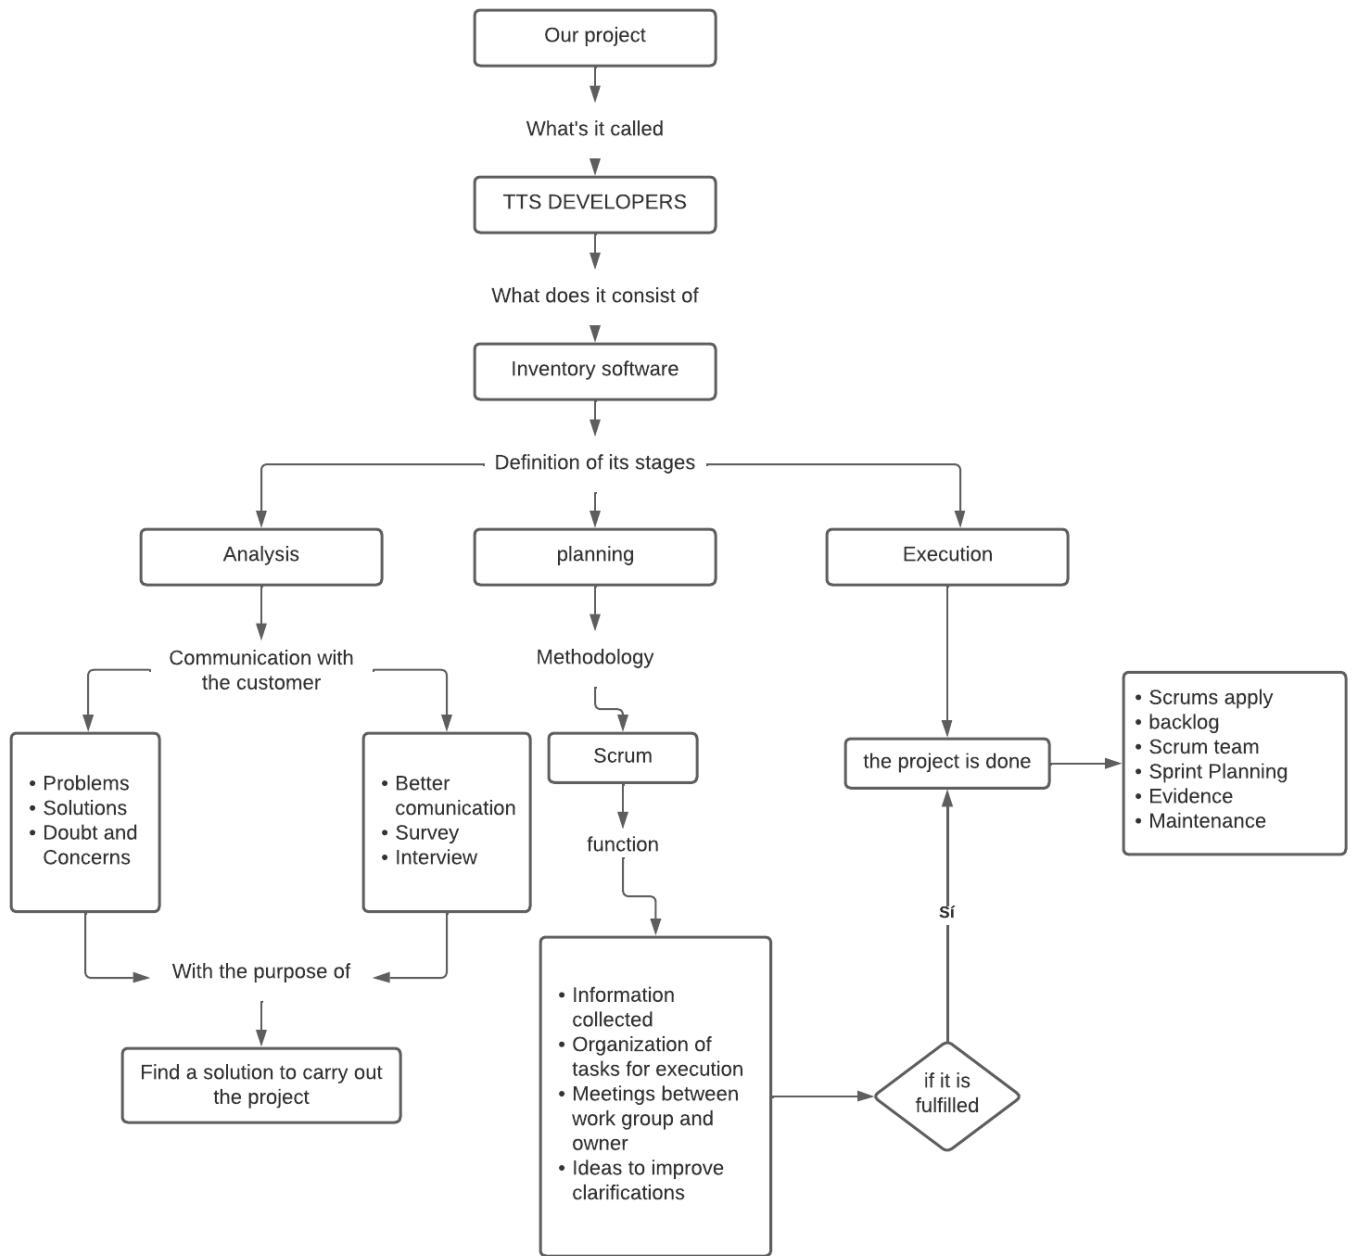 Our project
What's it called
TTS DEVELOPERS
What does it consist of
Inventory software
Definition of its stages
Analysis
planning
Execution
Communication with
the customer
• Problems
• Solutions
• Doubt and
Concerns
• Better
comunication
• Survey
• Interview
With the purpose of
Find a solution to carry out
the project
Methodology
Scrum
function
• Information
collected
• Organization of
tasks for execution
• Meetings between
work group and
owner
• Ideas to improve
clarifications
if it is
fulfilled
Sí
the project is done
• Scrums apply
• backlog
• Scrum team
• Sprint Planning
• Evidence
• Maintenance